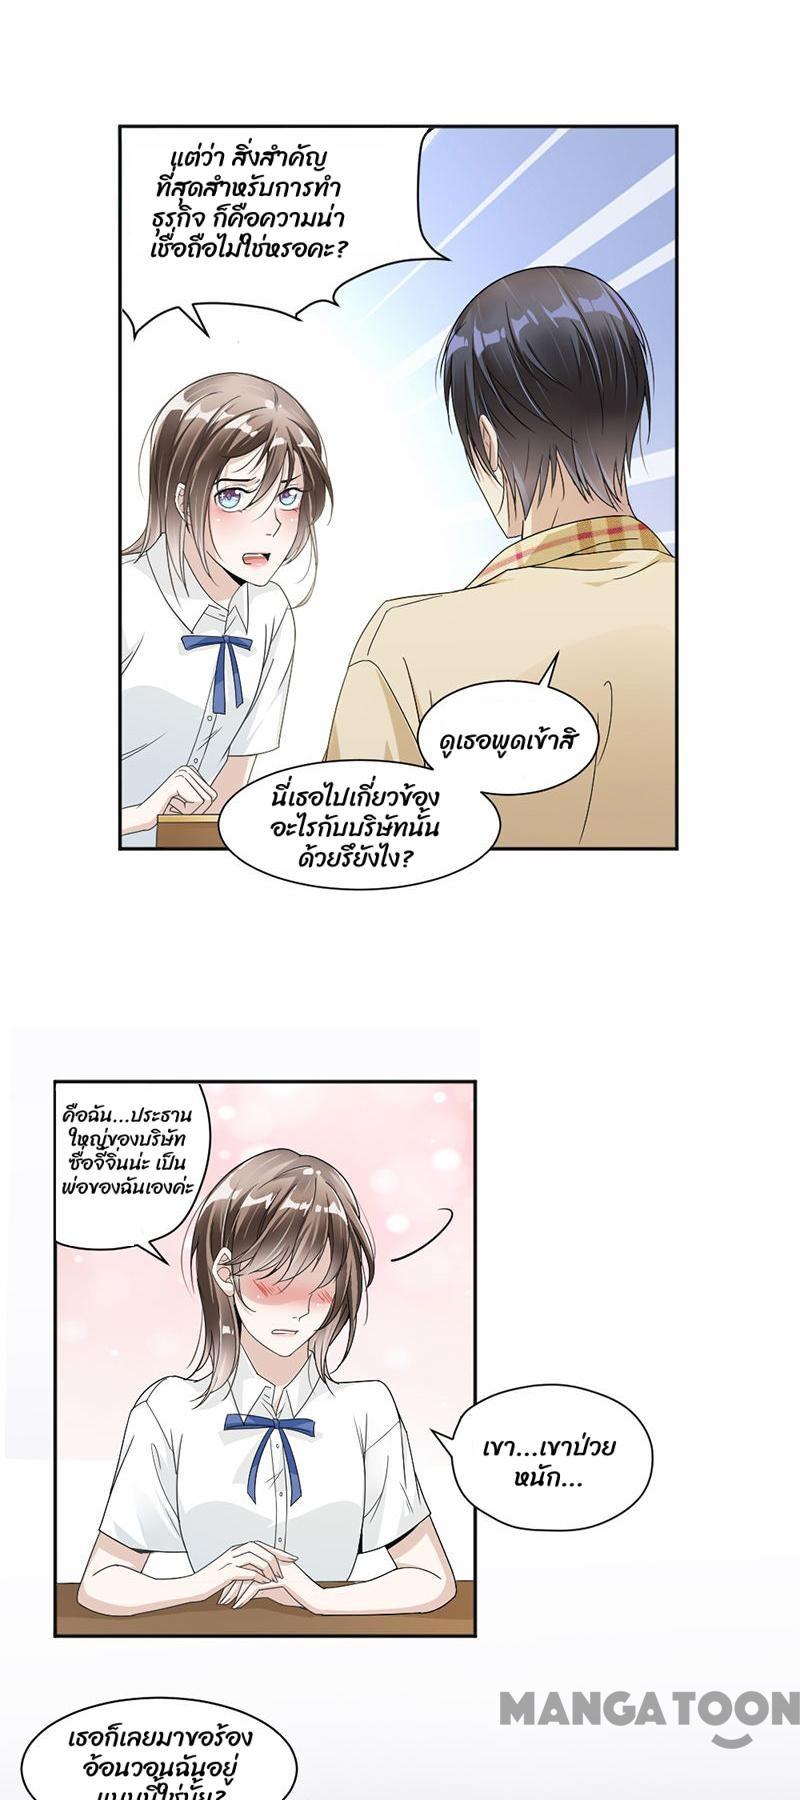 แต่ว่า สิ่งสำคัญ
ที่สุดสำหรับการทำ
ธุรกิจ ก็คือความน่า
เชื่อถือไม่ใช่หรอคะ?
ดูเธอพูดเข้าสิ
นี่เธอไปเกี่ยวข้อง
อะไรกับบริษัทนั้น
ด้วยรึยังไง?
คือฉัน...ประธาน
ใหญ่ของบริษัท
ซื่อจี้จิ่นน่ะ เป็น
พ่อของฉันเองค่ะ
เขา...เขาป่วย
หนัก...
MANGATOON
เธอก็เลยมาขอร้อง
อ้อนวอนฉันอยู่
แบบนี้ใช่มั้ย?